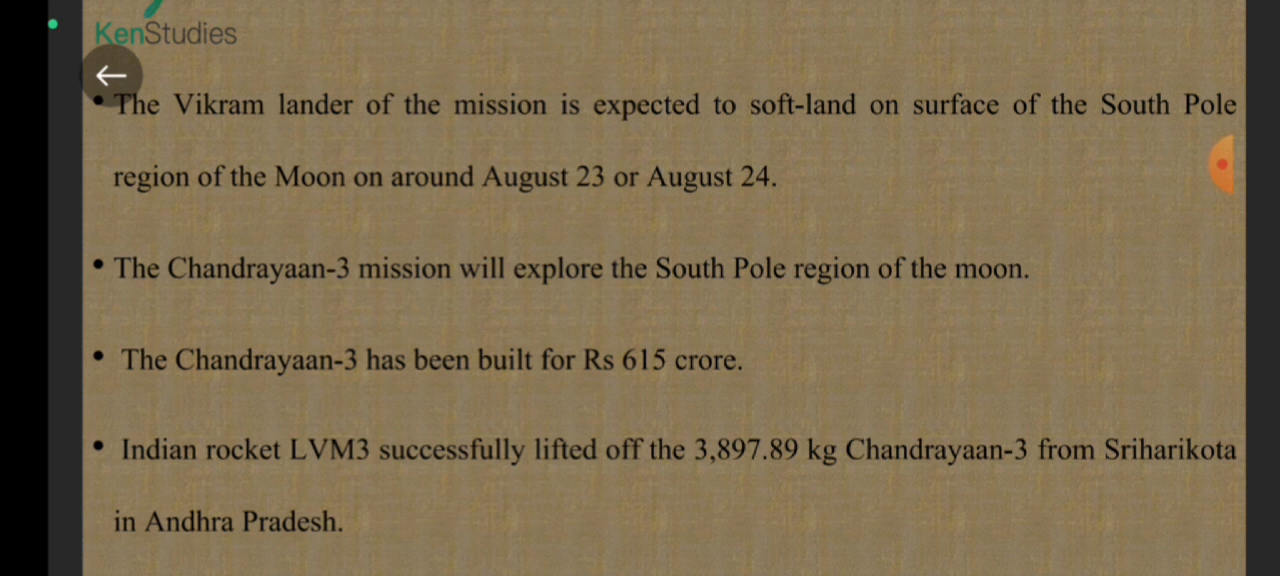 KenStudies
• The Vikram lander of the mission is expected to soft-land on surface of the South Pole
region of the Moon on around August 23 or August 24.
• The Chandrayaan-3 mission will explore the South Pole region of the moon.
• The Chandrayaan-3 has been built for Rs 615 crore.
• Indian rocket LVM3 successfully lifted off the 3,897.89 kg Chandrayaan-3 from Sriharikota
in Andhra Pradesh.